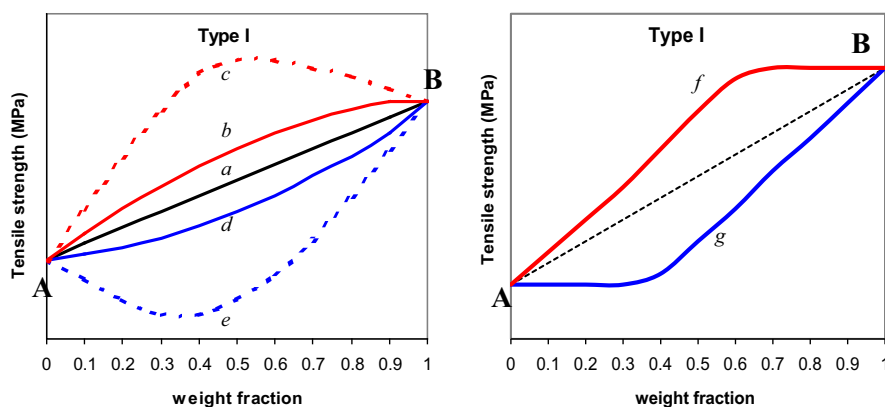 Type I
c
B
b
a
d
A
e
Tensile strength (MPa)
0 0.1 0.2 0.3 0.4 0.5 0.6 0.7 0.8 0.9 1
weight fraction
Type I
B
f
g
A
Tensile strength (MPa)
0 0.1 0.2 0.3 0.4 0.5 0.6 0.7 0.8 0.9 1
weight fraction